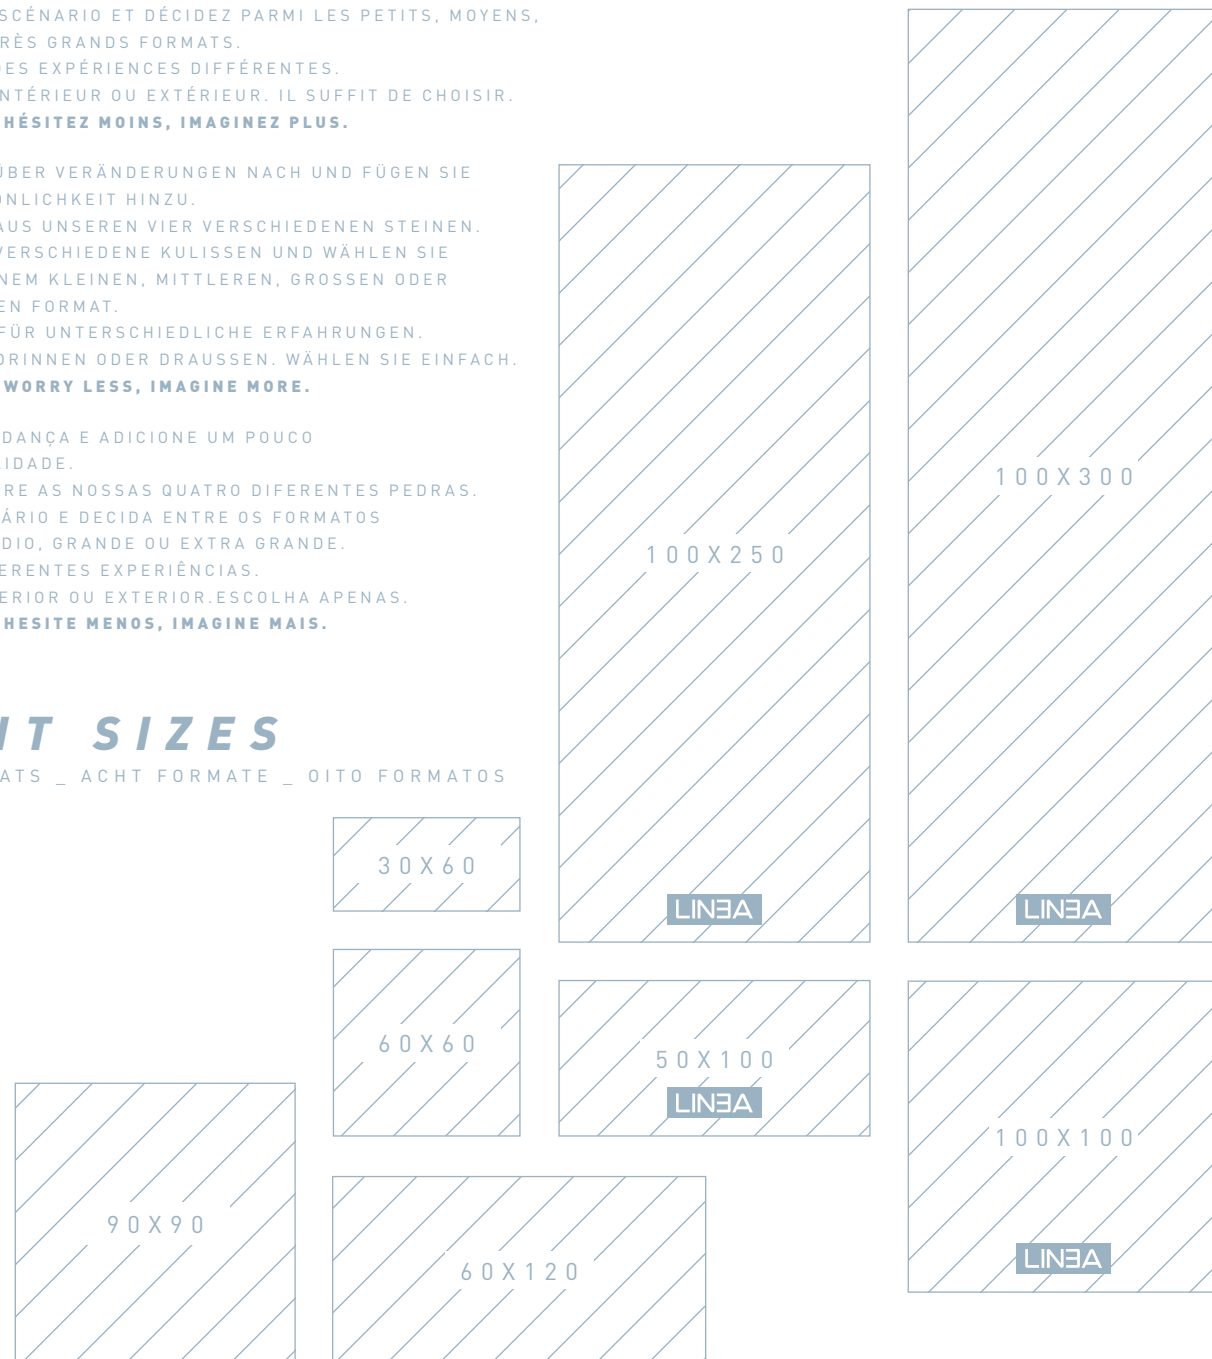 SCÉNARIO ET DÉCIDEZ PARMI LES PETITS, MOYENS,
RÈS GRANDS FORMATS.
DES EXPÉRIENCES DIFFÉRENTES.
NTÉRIEUR OU EXTÉRIEUR. IL SUFFIT DE CHOISIR.
HÉSITEZ MOINS, IMAGINEZ PLUS.
ÜBER VERÄNDERUNGEN NACH UND FÜGEN SIE
ÖNLICHKEIT HINZU.
AUS UNSEREN VIER VERSCHIEDENEN STEINEN.
VERSCHIEDENE KULISSEN UND WÄHLEN SIE
NEM KLEINEN, MITTLEREN, GROSSEN ODER
EN FORMAT.
FÜR UNTERSCHIEDLICHE ERFAHRUNGEN.
DRINNEN ODER DRAUSSEN. WÄHLEN SIE EINFACH.
WORRY LESS, IMAGINE MORE.
DANÇA E ADICIONE UM POUCO
LIDADE.
RE AS NOSSAS QUATRO DIFERENTES PEDRAS.
ÁRIO E DECIDA ENTRE OS FORMATOS
DIO, GRANDE OU EXTRA GRANDE.
ERENTES EXPERIÊNCIAS.
ERIOR OU EXTERIOR.ESCOLHA APENAS.
HESITE MENOS, IMAGINE MAIS.
HT SIZES
ATS _ ACHT FORMATE _ OITO FORMATOS
100X250
LINEA
100X300
LINEA
30X60
60X60
50X100
LINEA
100X100
LINEA
90X90
60X120